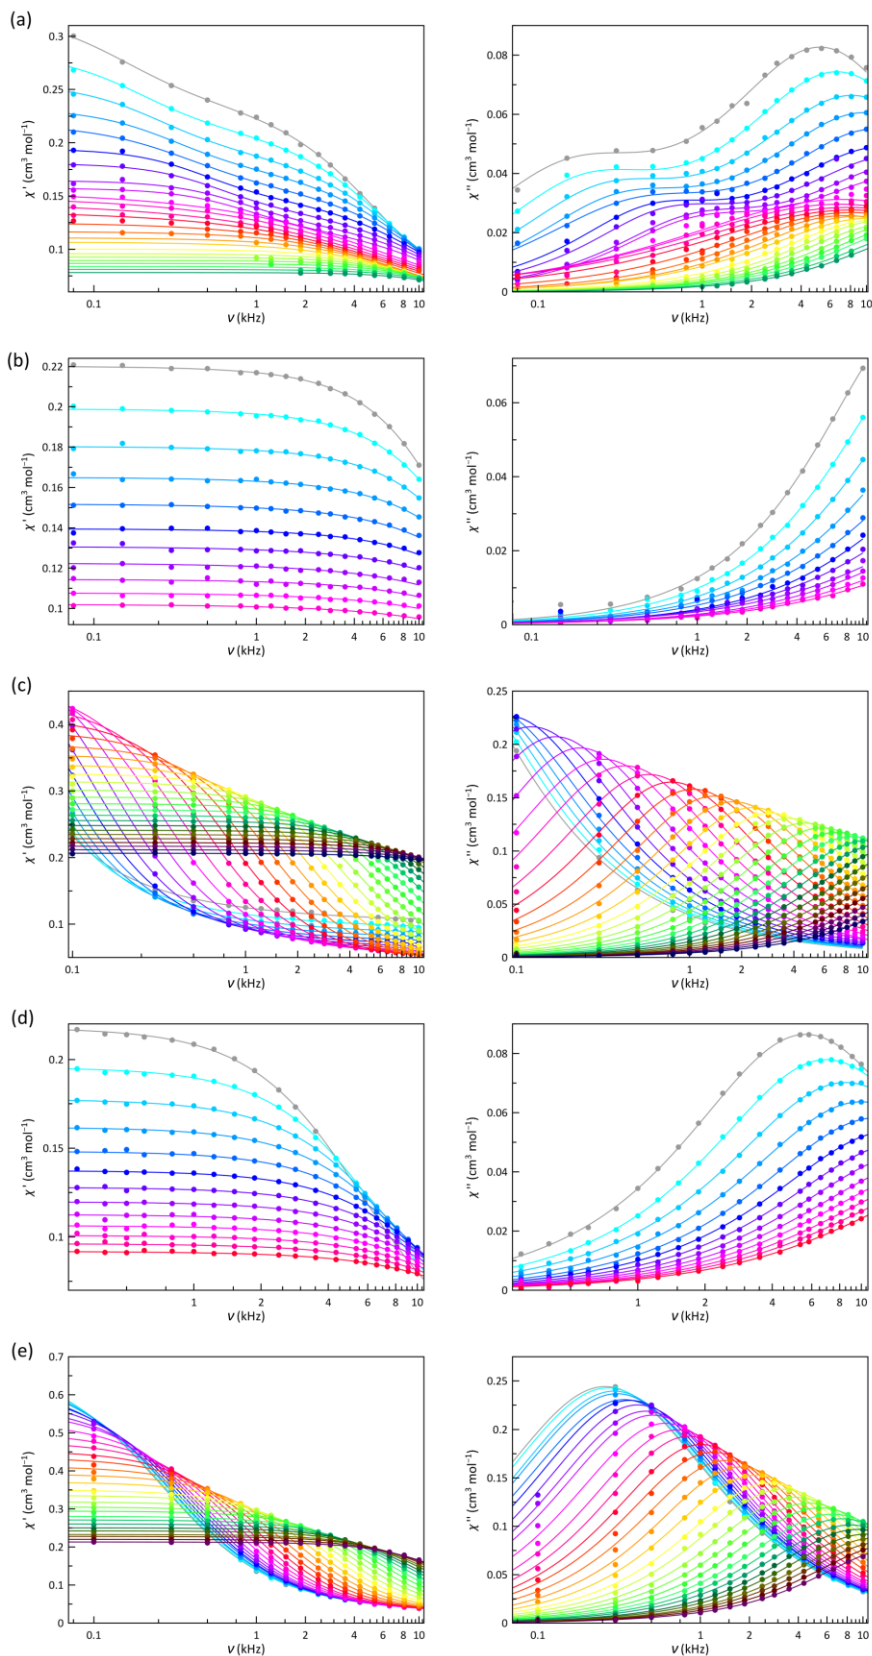 (a)
0.3
0.25
0.2
0.15
0.1
χ' (cm³ mol⁻¹)
0.1 1 2 4 6 8 10
ν (kHz)
0.08
0.06
0.04
0.02
0
χ'' (cm³ mol⁻¹)
0.1 1 2 4 6 8 10
ν (kHz)
(b)
0.22
0.2
0.18
0.16
0.14
0.12
0.1
χ' (cm³ mol⁻¹)
0.1 1 2 4 6 8 10
ν (kHz)
0.06
0.04
0.02
0
χ'' (cm³ mol⁻¹)
0.1 1 2 4 6 8 10
ν (kHz)
(c)
0.4
0.3
0.2
0.1
χ' (cm³ mol⁻¹)
0.1 1 2 4 6 8 10
ν (kHz)
0.25
0.2
0.15
0.1
0.05
0
χ'' (cm³ mol⁻¹)
0.1 1 2 4 6 8 10
ν (kHz)
(d)
0.2
0.15
0.1
χ' (cm³ mol⁻¹)
1 2 4 6 8 10
ν (kHz)
0.08
0.06
0.04
0.02
0
χ'' (cm³ mol⁻¹)
1 2 4 6 8 10
ν (kHz)
(e)
0.7
0.6
0.5
0.4
0.3
0.2
0.1
0
χ' (cm³ mol⁻¹)
0.1 1 2 4 6 8 10
ν (kHz)
0.25
0.2
0.15
0.1
0.05
0
χ'' (cm³ mol⁻¹)
0.1 1 2 4 6 8 10
ν (kHz)